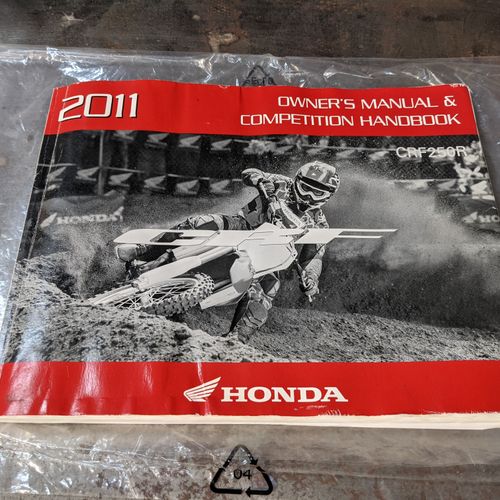 2011
OWNER'S MANUAL &
COMPETITION HANDBOOK
CRF250R
HONDA
HONDA
04